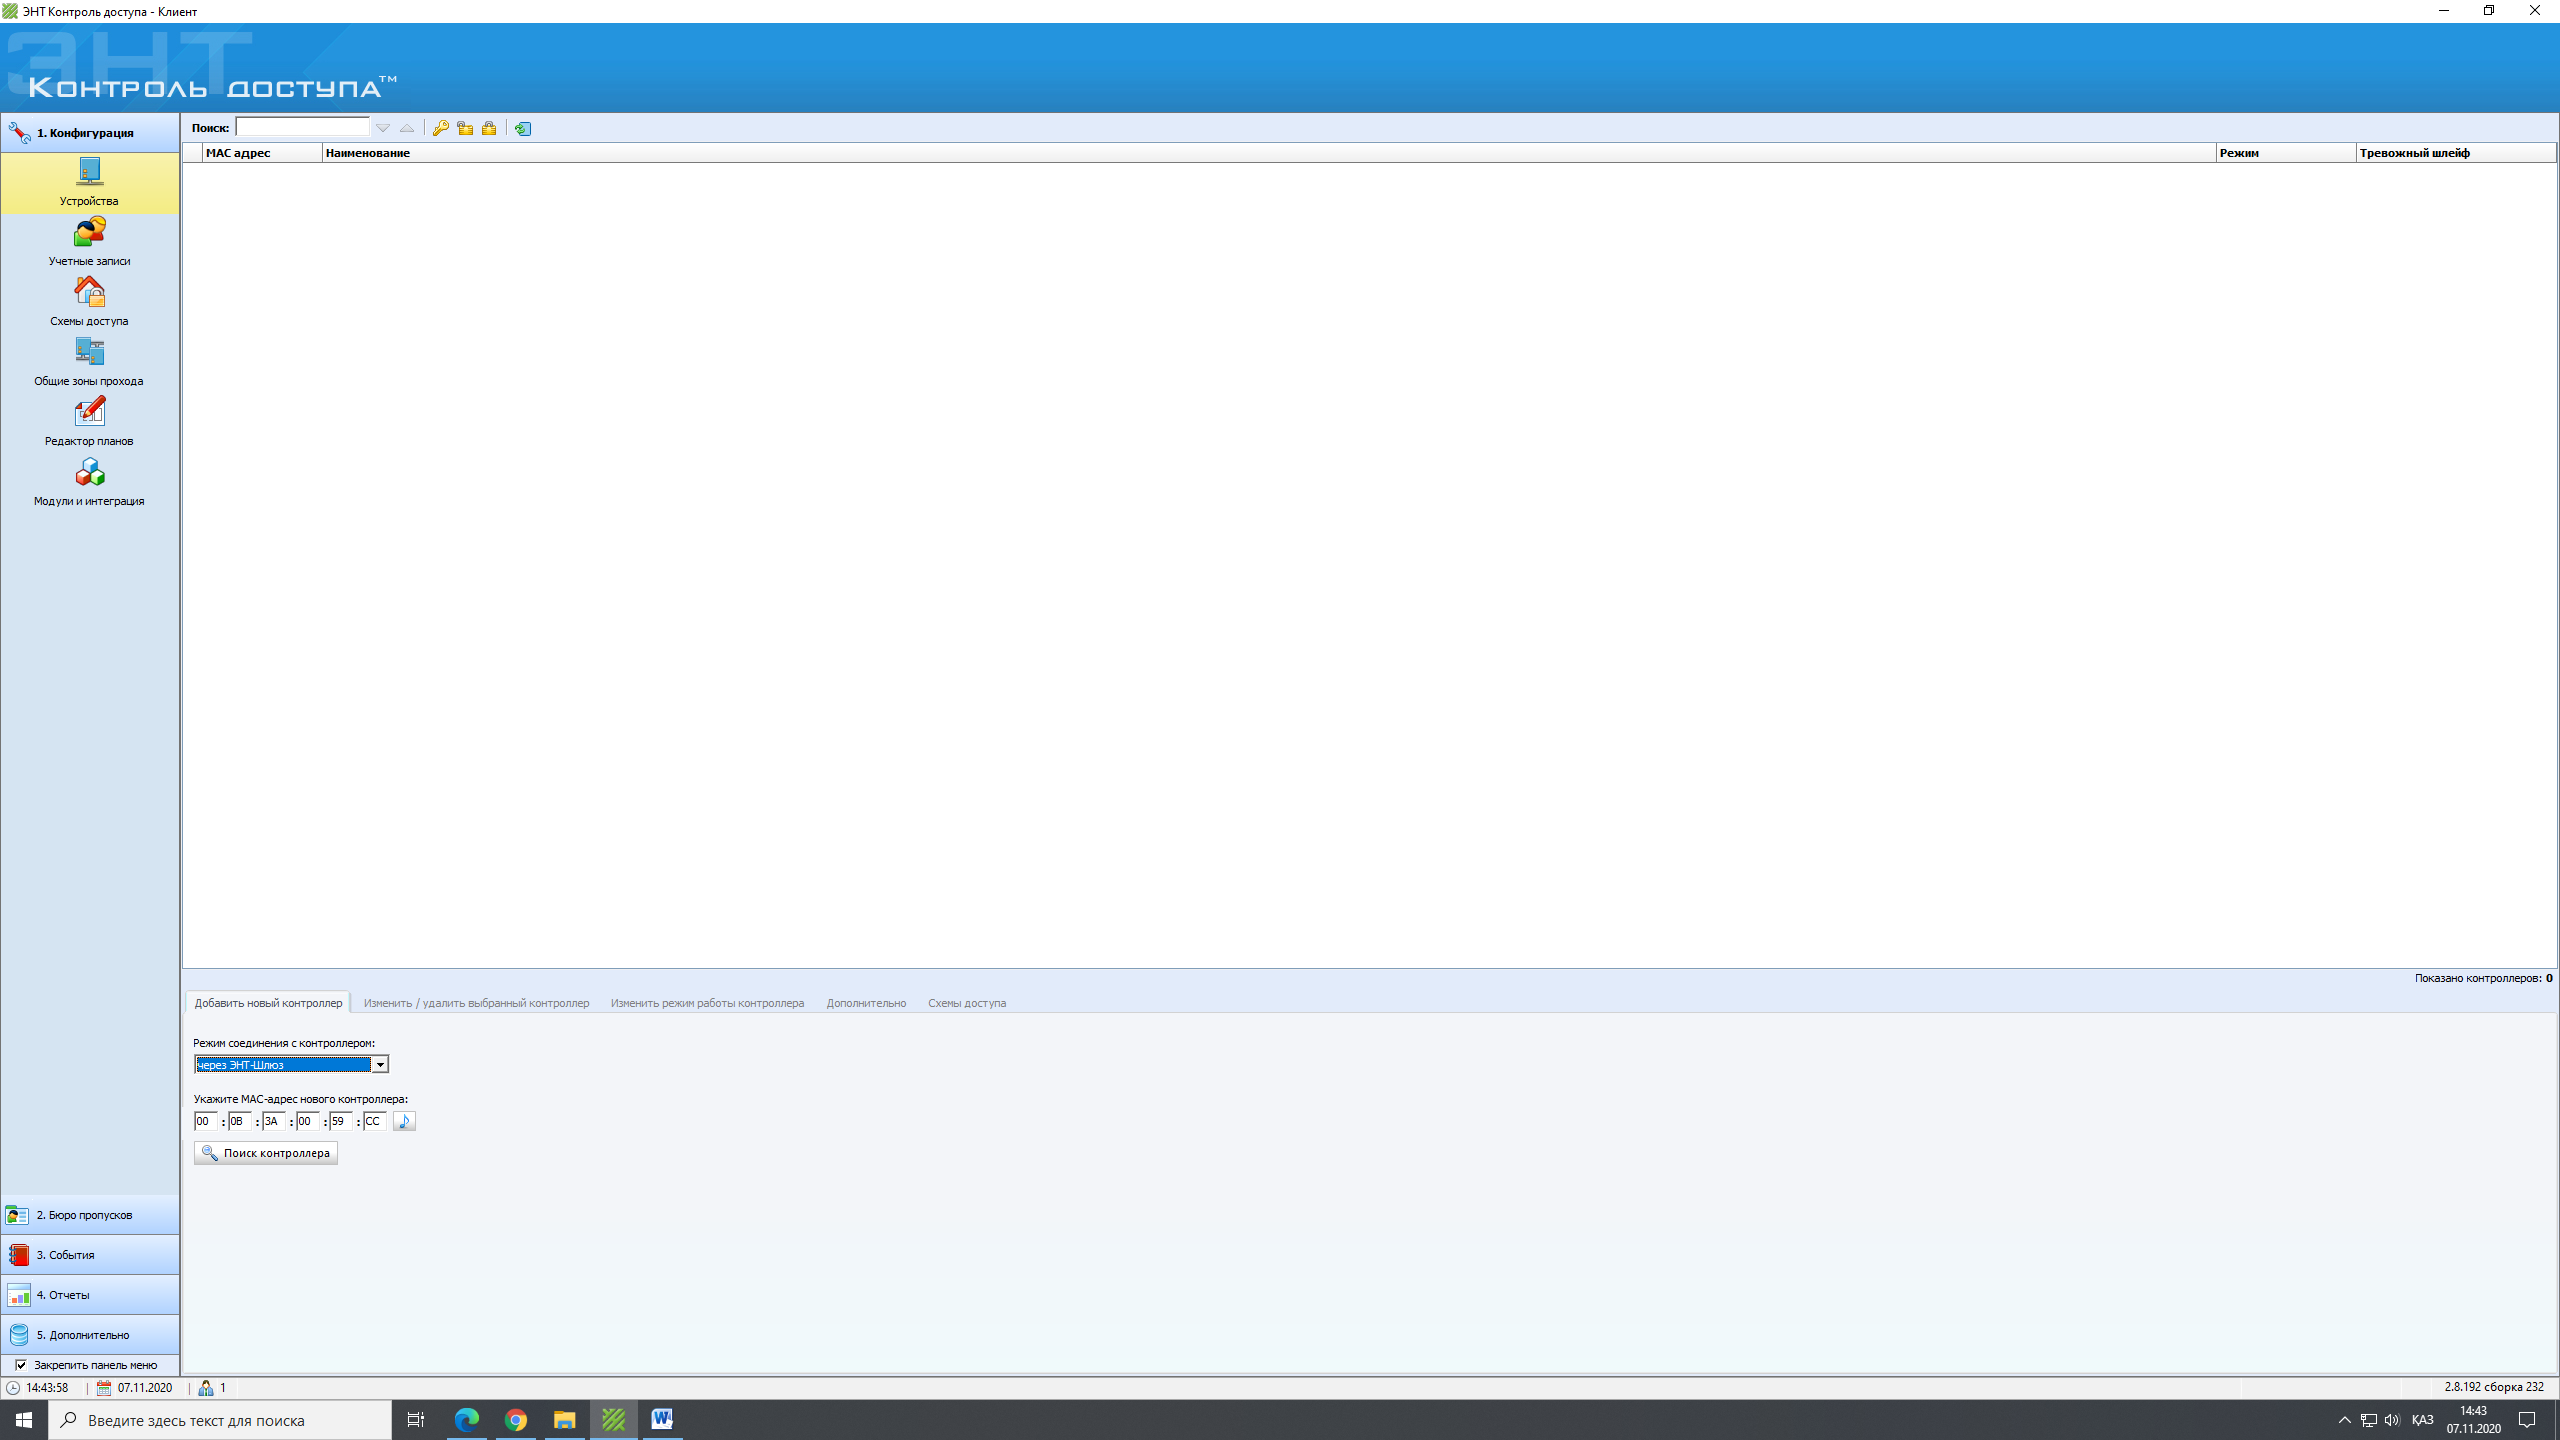 ЭНТ Контроль доступа - Клиент
ЭНТ
Контроль доступа™
1. Конфигурация
Поиск:
MAC адрес Наименование Режим Тревожный шлейф
Устройства
Учетные записи
Схемы доступа
Общие зоны прохода
Редактор планов
Модули и интеграция
Показано контроллеров: 0
Добавить новый контроллер Изменить / удалить выбранный контроллер Изменить режим работы контроллера Дополнительно Схемы доступа
Режим соединения с контроллером:
через ЭНТ-Шлюз
Укажите MAC-адрес нового контроллера:
00 : 0B : 3A : 00 : 59 : CC
Поиск контроллера
2. Бюро пропусков
3. События
4. Отчеты
5. Дополнительно
Закрепить панель меню
14:43:58 | 07.11.2020 | 1 2.8.192 сборка 232
Введите здесь текст для поиска
ҚАЗ
14:43
07.11.2020